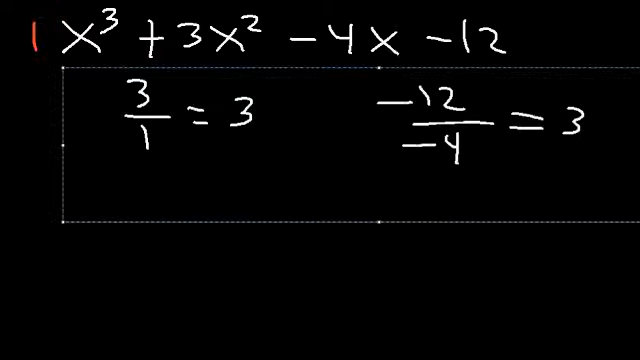 1 x³ + 3x² - 4x - 12
3/1 = 3 -12/-4 = 3